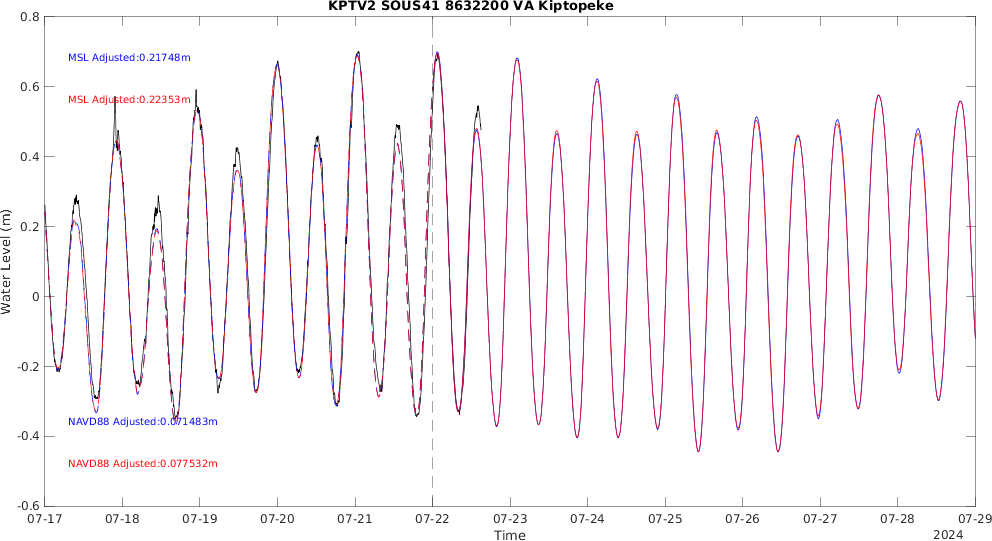 KPTV2 SOUS41 8632200 VA Kiptopeke
0.8
0.6
0.4
0.2
0
-0.2
-0.4
-0.6
Water Level (m)
MSL Adjusted:0.21748m
MSL Adjusted:0.22353m
NAVD88 Adjusted:0.071483m
NAVD88 Adjusted:0.077532m
07-17 07-18 07-19 07-20 07-21 07-22 07-23 07-24 07-25 07-26 07-27 07-28 07-29
Time
2024